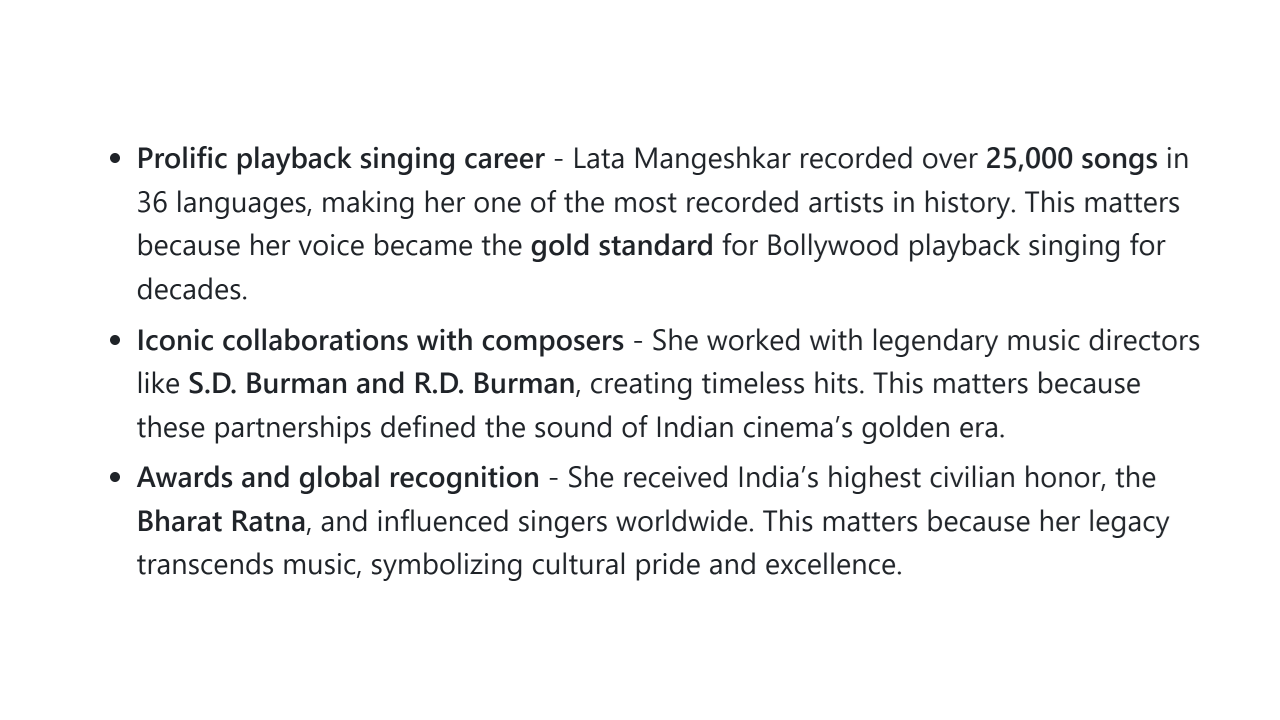 • Prolific playback singing career - Lata Mangeshkar recorded over 25,000 songs in
36 languages, making her one of the most recorded artists in history. This matters
because her voice became the gold standard for Bollywood playback singing for
decades.
• Iconic collaborations with composers - She worked with legendary music directors
like S.D. Burman and R.D. Burman, creating timeless hits. This matters because
these partnerships defined the sound of Indian cinema’s golden era.
• Awards and global recognition - She received India’s highest civilian honor, the
Bharat Ratna, and influenced singers worldwide. This matters because her legacy
transcends music, symbolizing cultural pride and excellence.